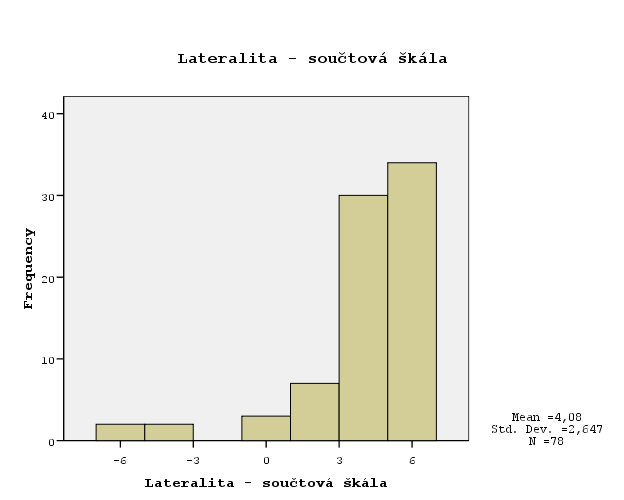 Lateralita - součtová škála
40
30
20
10
0
Frequency
-6
-3
0
3
6
Lateralita - součtová škála
Mean =4,08
Std. Dev. =2,647
N =78